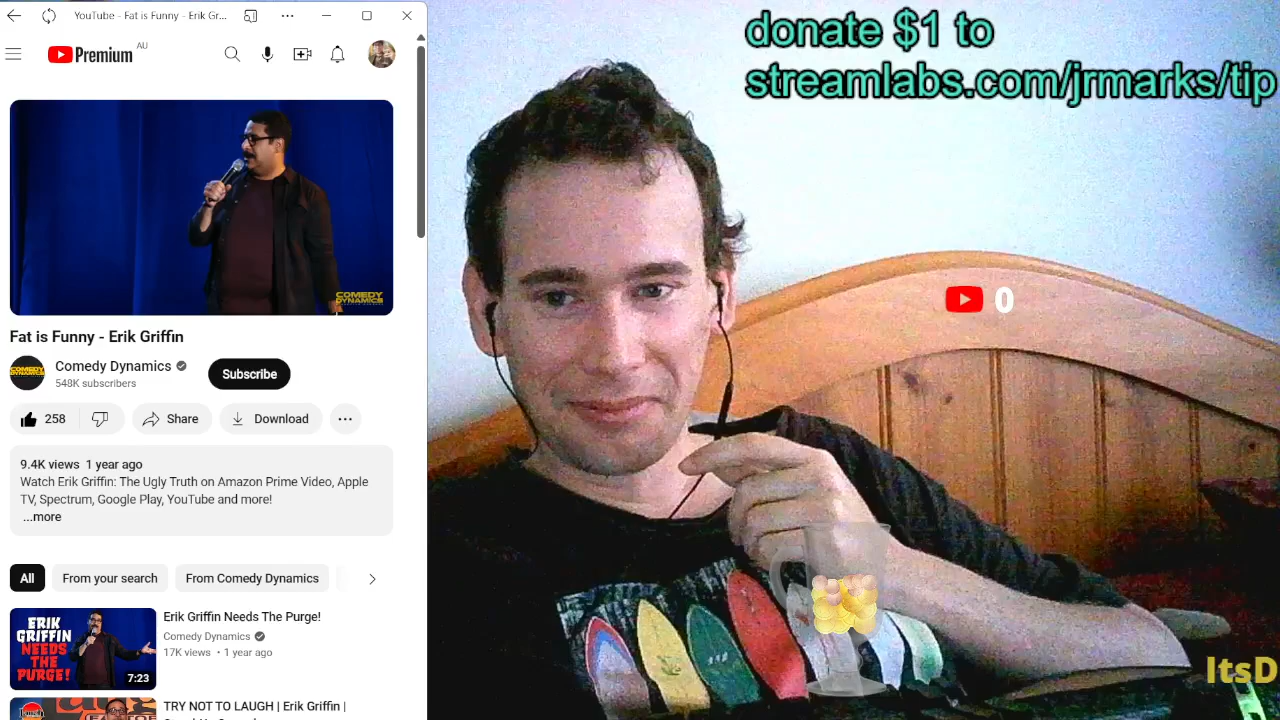 YouTube - Fat is Funny - Erik Gr...
Premium AU
Fat is Funny - Erik Griffin
COMEDY DYNAMICS
Comedy Dynamics
548K subscribers
Subscribe
258
Share
Download
9.4K views 1 year ago
Watch Erik Griffin: The Ugly Truth on Amazon Prime Video, Apple
TV, Spectrum, Google Play, YouTube and more!
...more
All
From your search
From Comedy Dynamics
ERIK
GRIFFIN
NEEDS
THE
PURGE!
7:23
Erik Griffin Needs The Purge!
Comedy Dynamics
17K views • 1 year ago
TRY NOT TO LAUGH | Erik Griffin |
donate $1 to
streamlabs.com/jrmarks/tip
0
ItsD